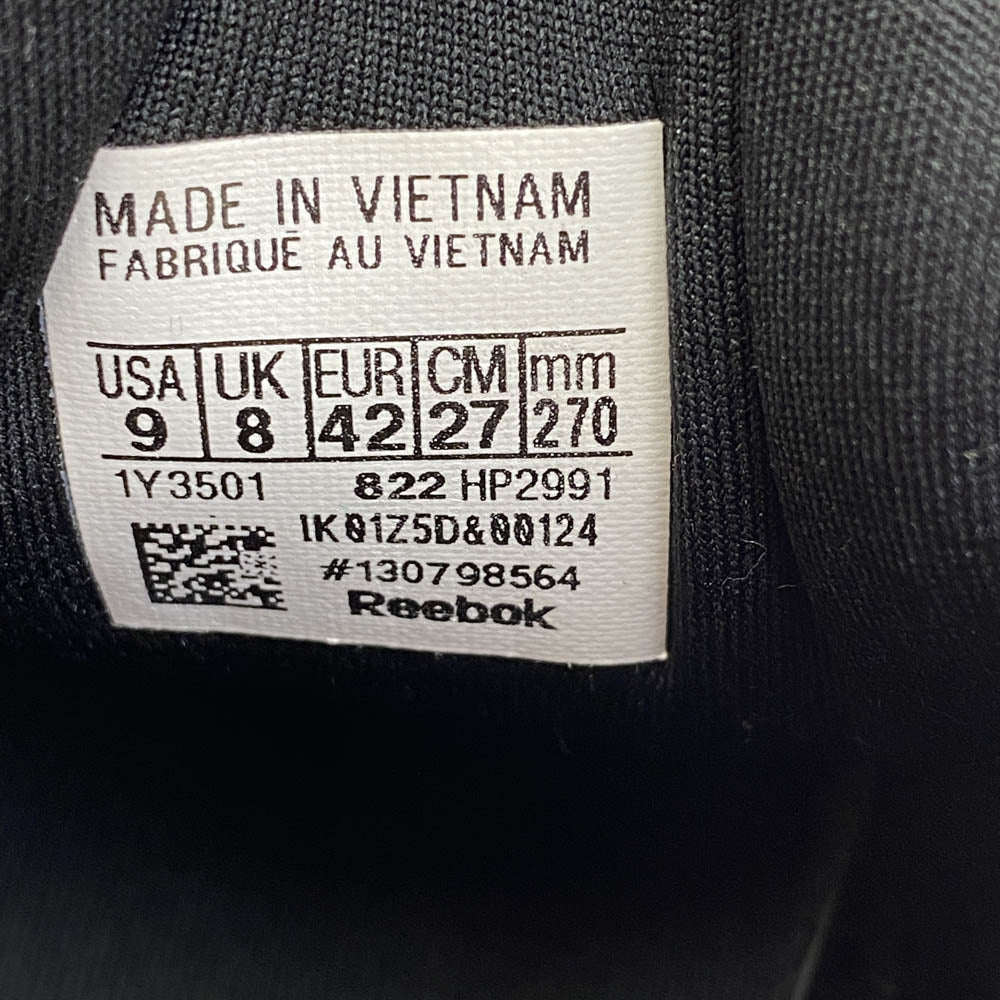 MADE IN VIETNAM
FABRIQUÉ AU VIETNAM
USA UK EUR CM mm
9 8 42 27 270
1Y3501 822 HP2991
IK01Z5D&00124
#130798564
Reebok